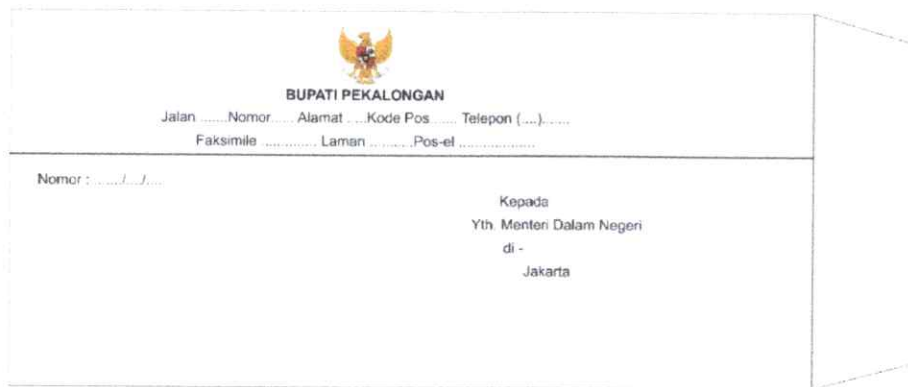 BUPATI PEKALONGAN
Jalan .......Nomor...... Alamat .....Kode Pos ....... Telepon (....).......
Faksimile .............. Laman ...........Pos-el ....................
Nomor : ......./..../....
Kepada
Yth. Menteri Dalam Negeri
di -
Jakarta